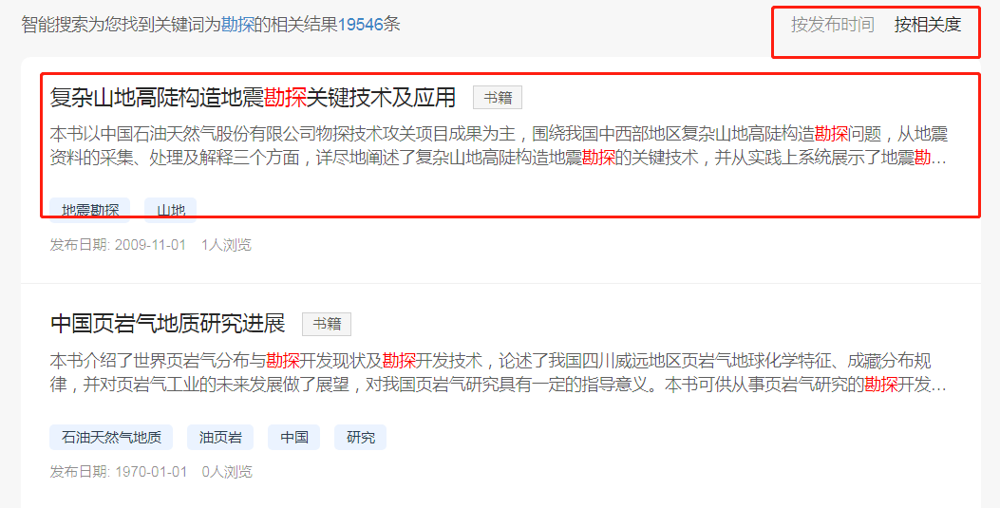 智能搜索为您找到关键词为勘探的相关结果19546条
按发布时间 按相关度
复杂山地高陡构造地震勘探关键技术及应用 书籍
本书以中国石油天然气股份有限公司物探技术攻关项目成果为主，围绕我国中西部地区复杂山地高陡构造勘探问题，从地震
资料的采集、处理及解释三个方面，详尽地阐述了复杂山地高陡构造地震勘探的关键技术，并从实践上系统展示了地震勘...
地震勘探 山地
发布日期: 2009-11-01 1人浏览
中国页岩气地质研究进展 书籍
本书介绍了世界页岩气分布与勘探开发现状及勘探开发技术，论述了我国四川威远地区页岩气地球化学特征、成藏分布规
律，并对页岩气工业的未来发展做了展望，对我国页岩气研究具有一定的指导意义。本书可供从事页岩气研究的勘探开发...
石油天然气地质 油页岩 中国 研究
发布日期: 1970-01-01 0人浏览